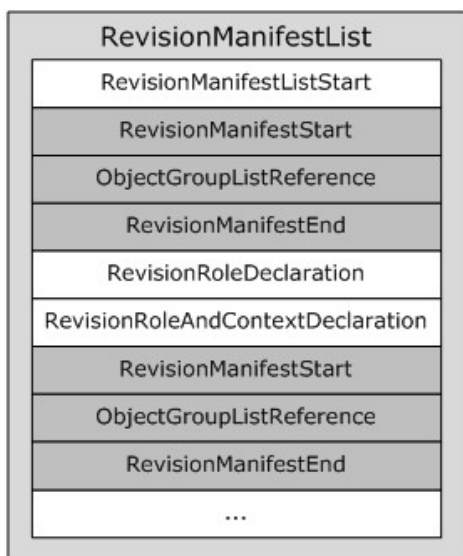 RevisionManifestList
RevisionManifestListStart
RevisionManifestStart
ObjectGroupListReference
RevisionManifestEnd
RevisionRoleDeclaration
RevisionRoleAndContextDeclaration
RevisionManifestStart
ObjectGroupListReference
RevisionManifestEnd
...